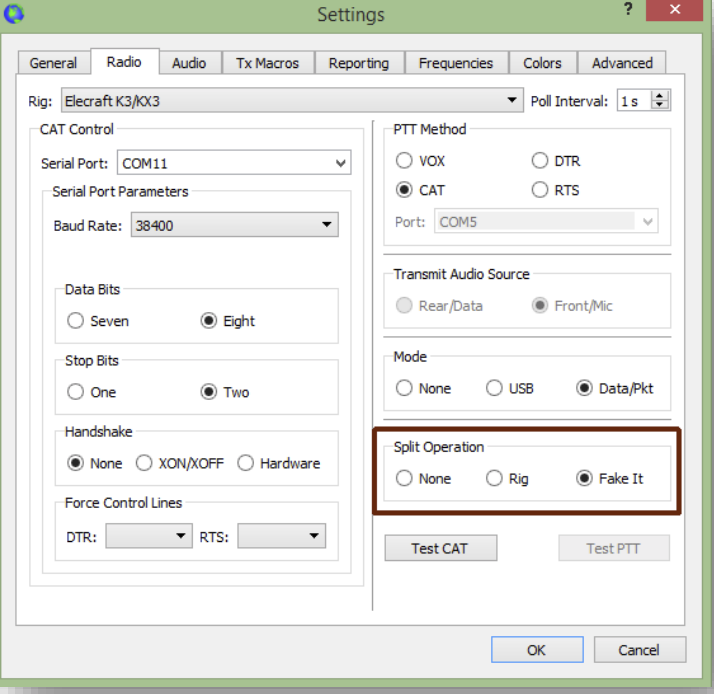 Settings
?
General Radio Audio Tx Macros Reporting Frequencies Colors Advanced
Rig: Elecraft K3/KX3 Poll Interval: 1 s
CAT Control
Serial Port: COM11
Serial Port Parameters
Baud Rate: 38400
Data Bits
Seven Eight
Stop Bits
One Two
Handshake
None XON/XOFF Hardware
Force Control Lines
DTR: RTS:
PTT Method
VOX DTR
CAT RTS
Port: COM5
Transmit Audio Source
Rear/Data Front/Mic
Mode
None USB Data/Pkt
Split Operation
None Rig Fake It
Test CAT Test PTT
OK Cancel